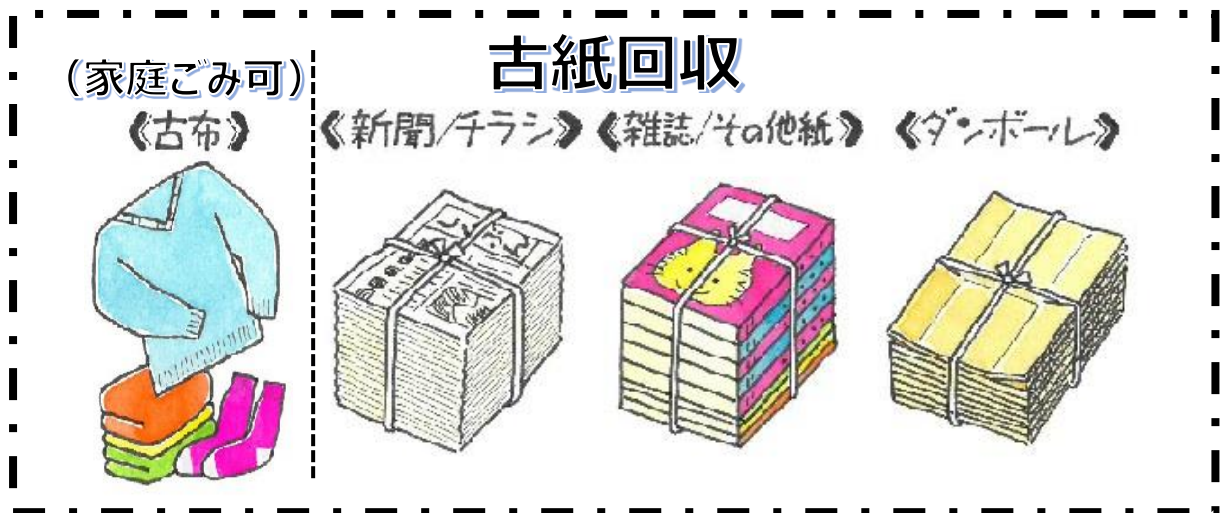 (家庭ごみ可)
古紙回収
《古布》
《新聞/チラシ》
《雑誌/その他紙》
《ダンボール》